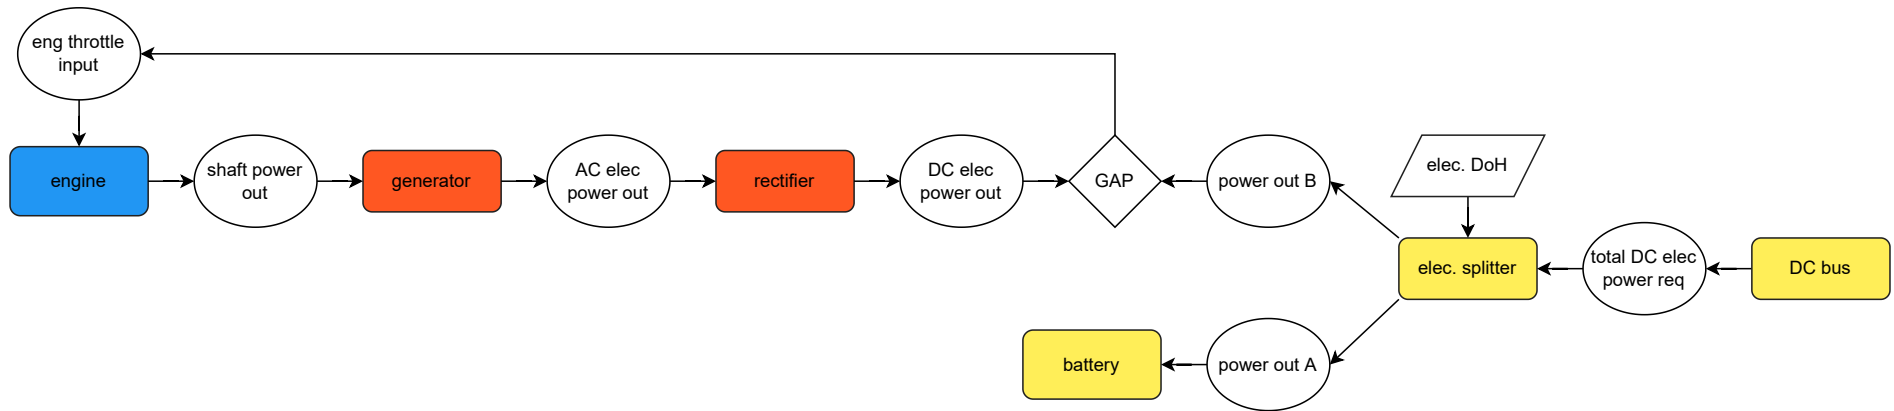 eng throttle
input
engine
shaft power
out
generator
AC elec
power out
rectifier
DC elec
power out
GAP
power out B
elec. DoH
elec. splitter
total DC elec
power req
DC bus
battery
power out A